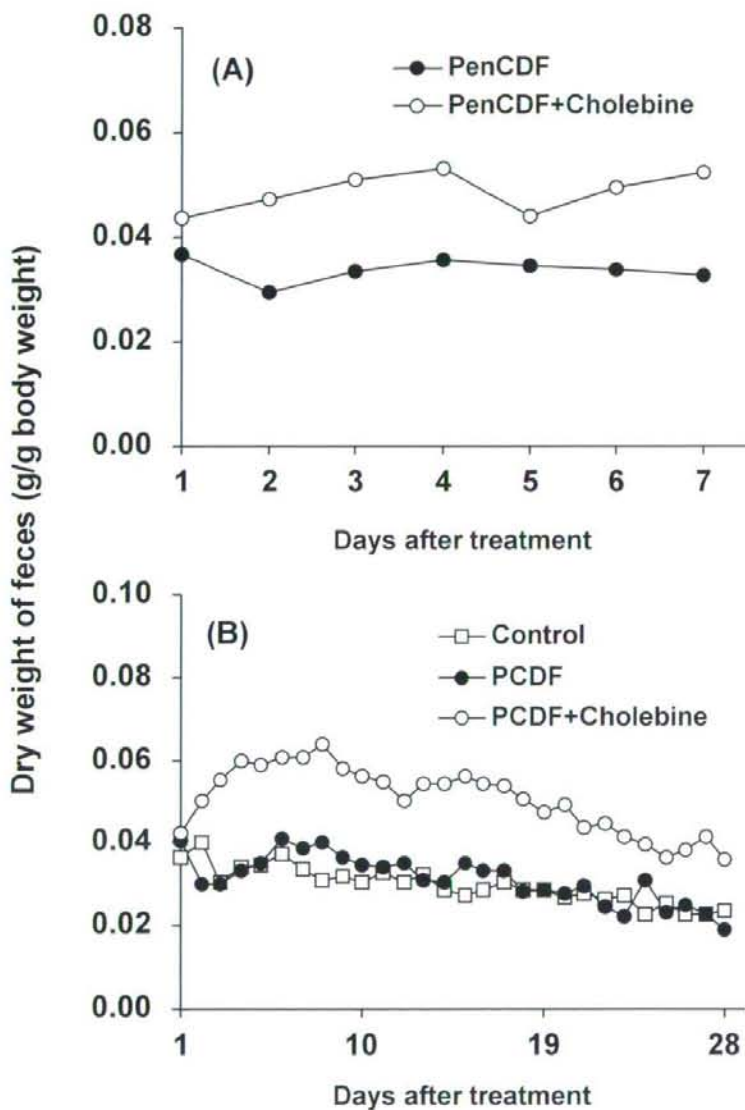 Dry weight of feces (g/g body weight)
0.08
(A)
PenCDF
PenCDF+Cholebine
0.06
0.04
0.02
0.00
1 2 3 4 5 6 7
Days after treatment
0.10
(B)
Control
PCDF
PCDF+Cholebine
0.08
0.06
0.04
0.02
0.00
1 10 19 28
Days after treatment